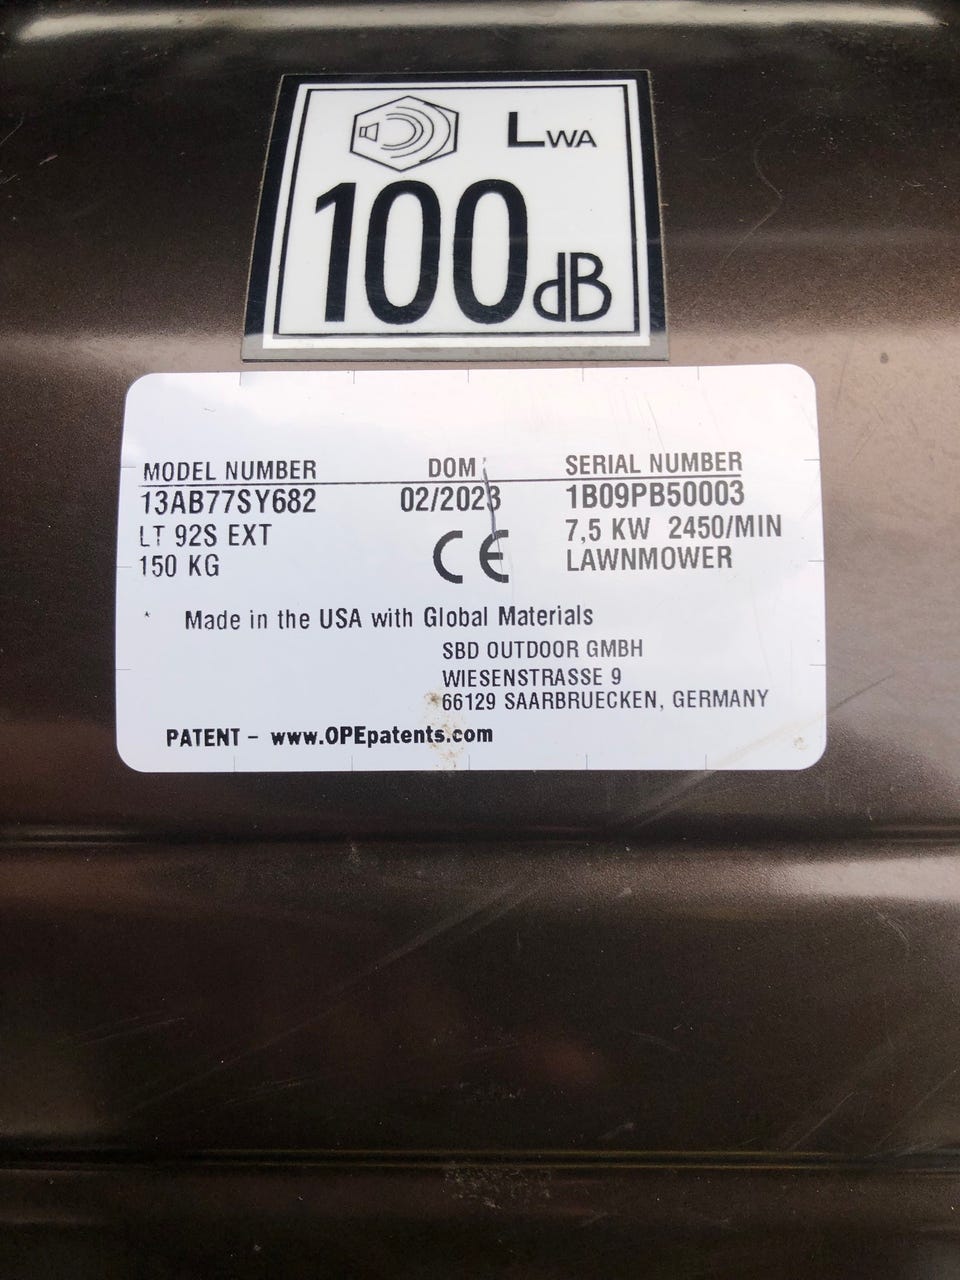 LWA
100dB
MODEL NUMBER DOM SERIAL NUMBER
13AB77SY682 02/2023 1B09PB50003
LT 92S EXT 7,5 KW 2450/MIN
150 KG CE LAWNMOWER
* Made in the USA with Global Materials
SBD OUTDOOR GMBH
WIESENSTRASSE 9
66129 SAARBRUECKEN, GERMANY
PATENT - www.OPEpatents.com